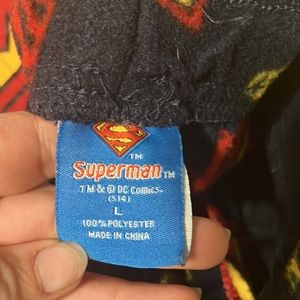 TM
Superman TM
TM & © DC Comics.
(S14)
L
100% POLYESTER
MADE IN CHINA